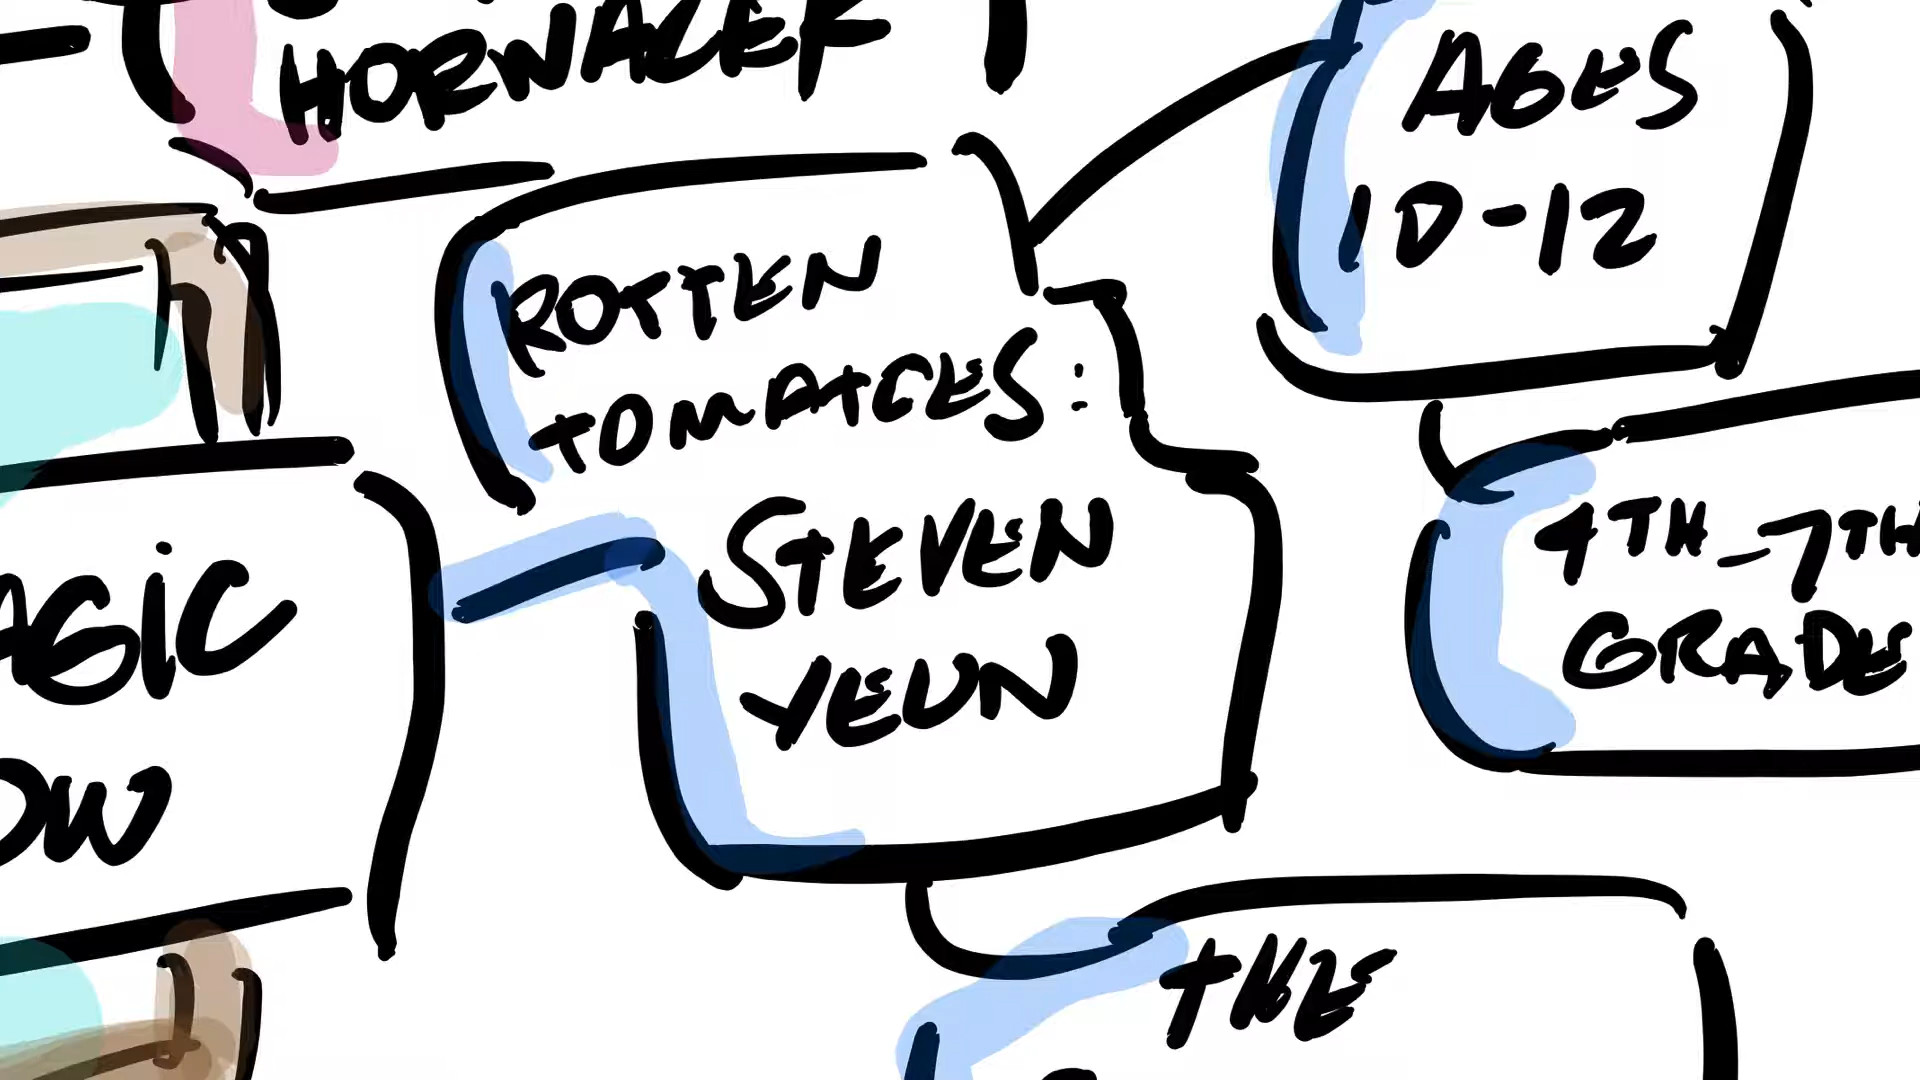 HORNACEK
AGES
10-12
ROTTEN
TOMATOES:
STEVEN
YEUN
4TH-7TH
GRADE
AGIC
OW
THE